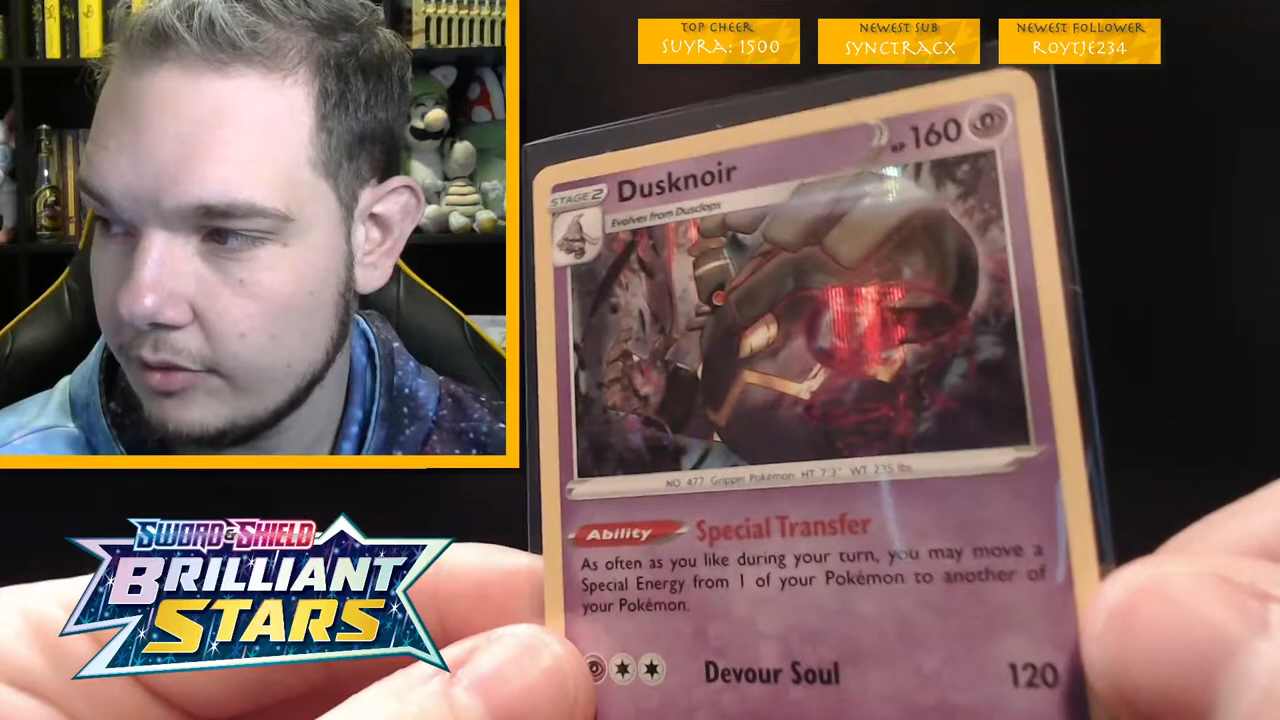 TOP CHEER
SUYRA: 1500
NEWEST SUB
SYNCTRACX
NEWEST FOLLOWER
ROYTJE234
STAGE 2
Dusknoir
HP 160
Evolves from Dusclops
NO. 477 Gripper Pokémon HT: 7'3" WT: 235 lbs.
Ability Special Transfer
As often as you like during your turn, you may move a
Special Energy from 1 of your Pokémon to another of
your Pokémon.
Devour Soul 120
SWORD & SHIELD
BRILLIANT
STARS